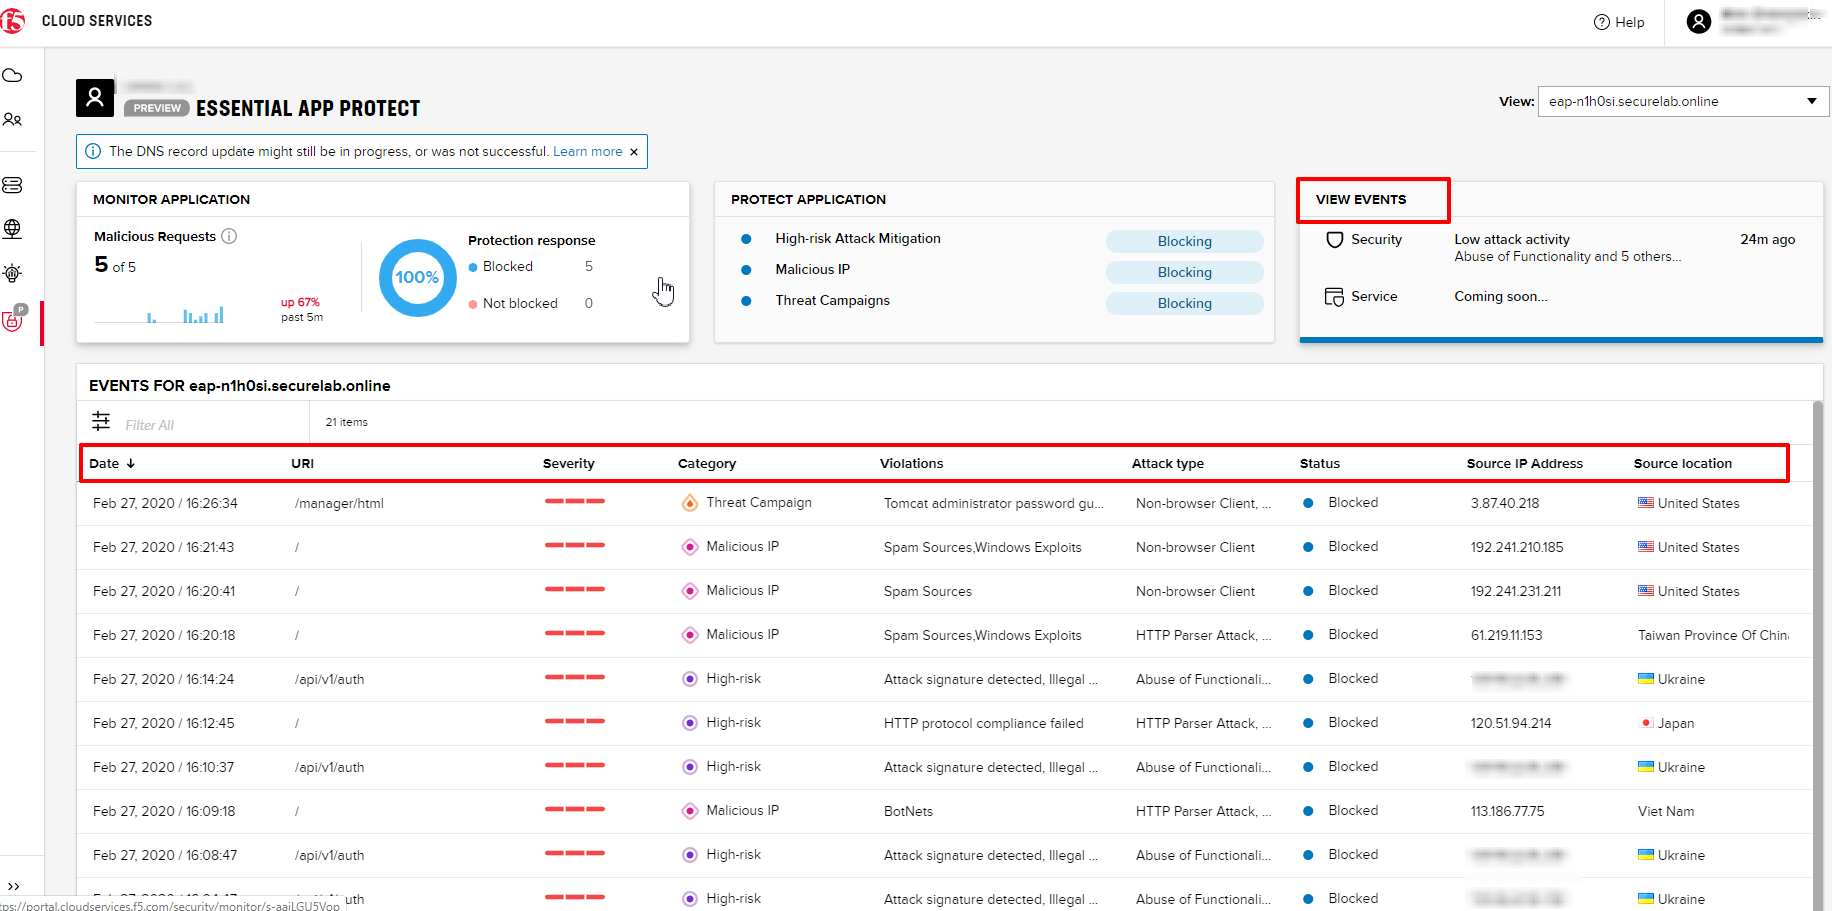 f5 CLOUD SERVICES
Help
PREVIEW ESSENTIAL APP PROTECT
View: eap-n1h0si.securelab.online
The DNS record update might still be in progress, or was not successful. Learn more ×
MONITOR APPLICATION
Malicious Requests
5 of 5
up 67%
past 5m
100%
Protection response
Blocked 5
Not blocked 0
PROTECT APPLICATION
High-risk Attack Mitigation Blocking
Malicious IP Blocking
Threat Campaigns Blocking
VIEW EVENTS
Security Low attack activity 24m ago
Abuse of Functionality and 5 others...
Service Coming soon...
P
EVENTS FOR eap-n1h0si.securelab.online
Filter All 21 items
Date URI Severity Category Violations Attack type Status Source IP Address Source location
Feb 27, 2020 / 16:26:34 /manager/html Threat Campaign Tomcat administrator password gu... Non-browser Client, ... Blocked 3.87.40.218 United States
Feb 27, 2020 / 16:21:43 / Malicious IP Spam Sources,Windows Exploits Non-browser Client Blocked 192.241.210.185 United States
Feb 27, 2020 / 16:20:41 / Malicious IP Spam Sources Non-browser Client Blocked 192.241.231.211 United States
Feb 27, 2020 / 16:20:18 / Malicious IP Spam Sources,Windows Exploits HTTP Parser Attack, ... Blocked 61.219.11.153 Taiwan Province Of Chin
Feb 27, 2020 / 16:14:24 /api/v1/auth High-risk Attack signature detected, Illegal ... Abuse of Functionali... Blocked Ukraine
Feb 27, 2020 / 16:12:45 / High-risk HTTP protocol compliance failed HTTP Parser Attack, ... Blocked 120.51.94.214 Japan
Feb 27, 2020 / 16:10:37 /api/v1/auth High-risk Attack signature detected, Illegal ... Abuse of Functionali... Blocked Ukraine
Feb 27, 2020 / 16:09:18 / Malicious IP BotNets HTTP Parser Attack, ... Blocked 113.186.77.75 Viet Nam
Feb 27, 2020 / 16:08:47 /api/v1/auth High-risk Attack signature detected, Illegal ... Abuse of Functionali... Blocked Ukraine
uth High-risk Attack signature detected, Illegal ... Abuse of Functionali... Blocked Ukraine
tps://portal.cloudservices.f5.com/security/monitor/s-aaiLGU5Vop